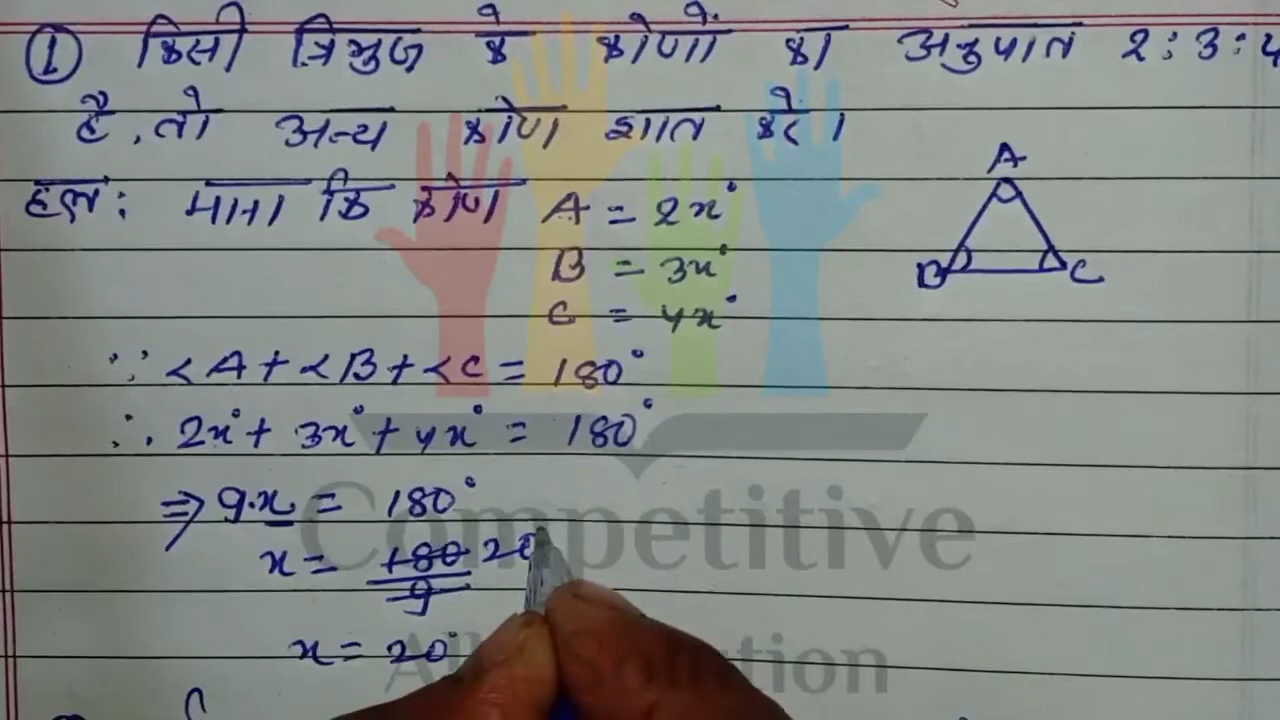 ① किसी त्रिभुज के कोणों का अनुपात 2:3:4
है, तो अन्य कोण ज्ञात करें।
हल: माना कि कोण A = 2x°
B = 3x°
C = 4x°
A
B C
∵ <A + <B + <C = 180°
∴ 2x° + 3x° + 4x° = 180°
⇒ 9.x = 180°
x = 180/9 20
x = 20°
Competitive